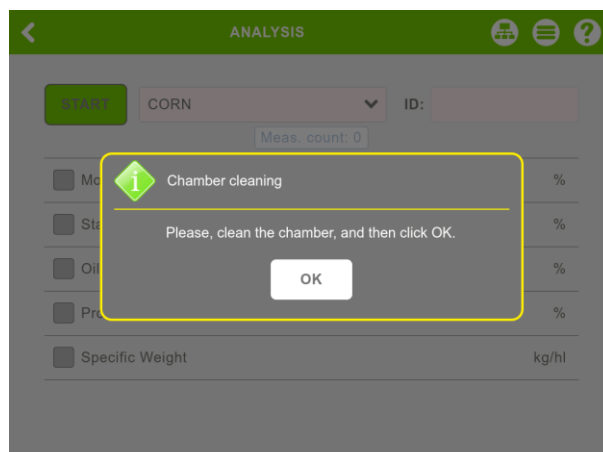 ANALYSIS
START CORN ID:
Meas. count: 0
Chamber cleaning
%
Please, clean the chamber, and then click OK.
%
Oil %
OK
%
Specific Weight kg/hl